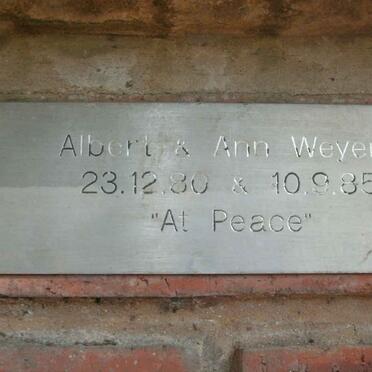 Albert & Ann Weyer
23.12.80 & 10.9.85
"At Peace"